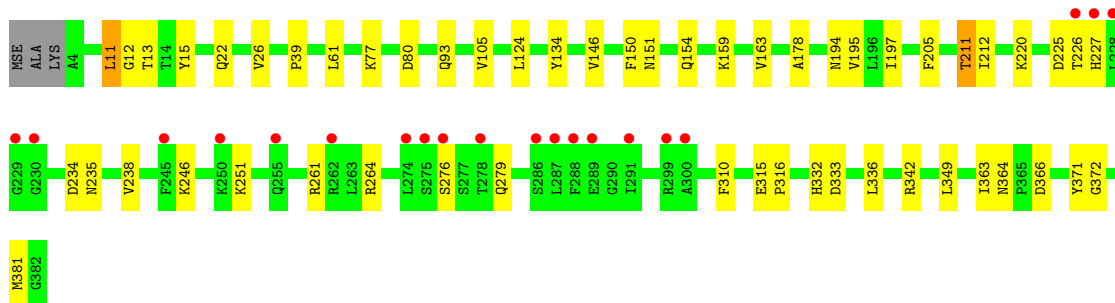 MSE ALA LYS A4 L11 G12 T13 T14 Y15 Q22 V26 P39 L61 K77 D80 Q93 V105 L124 Y134 V146 F150 N151 Q154 K159 V163 A178 N194 V195 L196 I197 F205 T211 I212 K220 D225 T226 H227 L228
G229 G230 D234 N235 V238 F245 K246 K250 K251 Q255 R261 R262 L263 R264 L274 S275 S276 S277 T278 Q279 S286 L287 F288 E289 G290 I291 R299 A300 F310 E315 P316 H332 D333 L336 R342 L349 I363 N364 P365 D366 Y371 G372
M381 G382